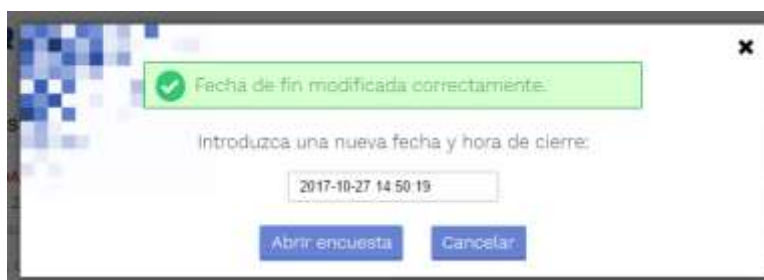 Fecha de fin modificada correctamente.
Introduzca una nueva fecha y hora de cierre:
2017-10-27 14:50:19
Abrir encuesta
Cancelar